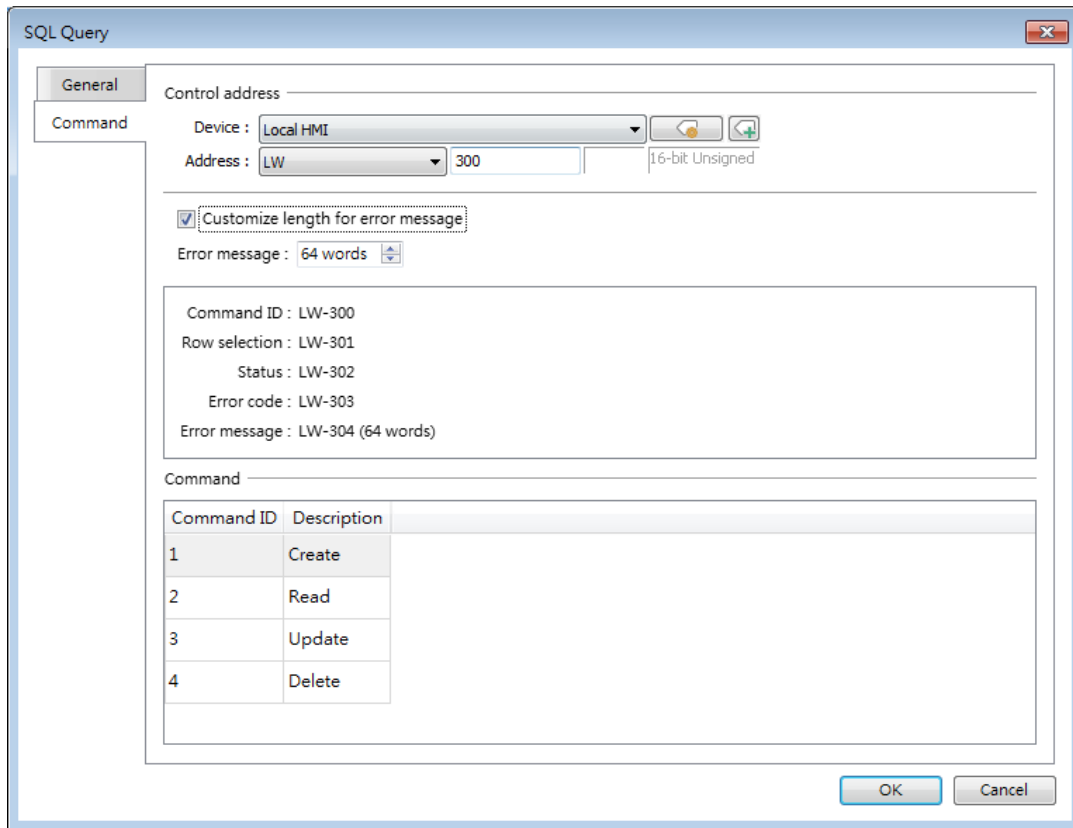 SQL Query
General
Command
Control address
Device : Local HMI
Address : LW 300 16-bit Unsigned
Customize length for error message
Error message : 64 words
Command ID : LW-300
Row selection : LW-301
Status : LW-302
Error code : LW-303
Error message : LW-304 (64 words)
Command
Command ID Description
1 Create
2 Read
3 Update
4 Delete
OK Cancel